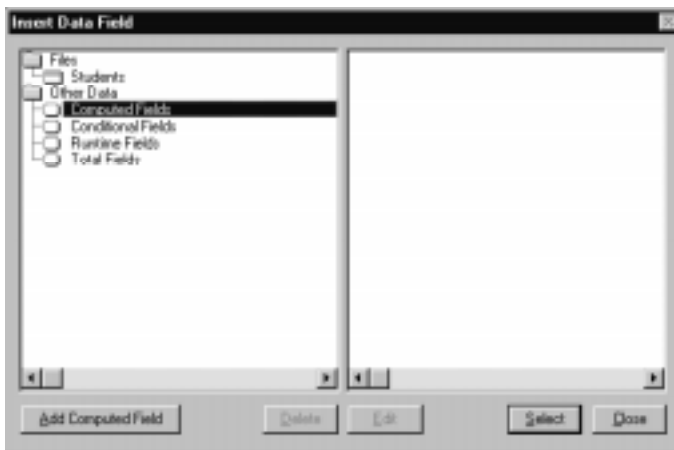 Insert Data Field
Files
Students
Other Data
Computed Fields
Conditional Fields
Runtime Fields
Total Fields
Add Computed Field Delete Edit Select Close